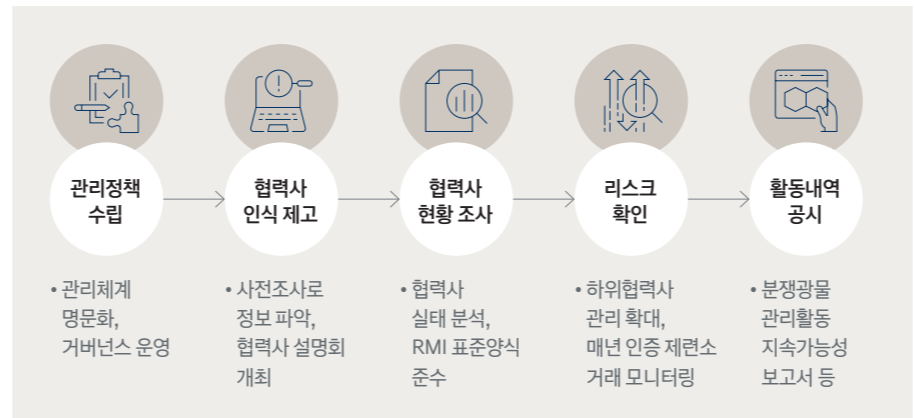 관리정책
수립
협력사
인식 제고
협력사
현황 조사
리스크
확인
활동내역
공시
• 관리체계
명문화,
거버넌스 운영
• 사전조사로
정보 파악,
협력사 설명회
개최
• 협력사
실태 분석,
RMI 표준양식
준수
• 하위협력사
관리 확대,
매년 인증 제련소
거래 모니터링
• 분쟁광물
관리활동
지속가능성
보고서 등